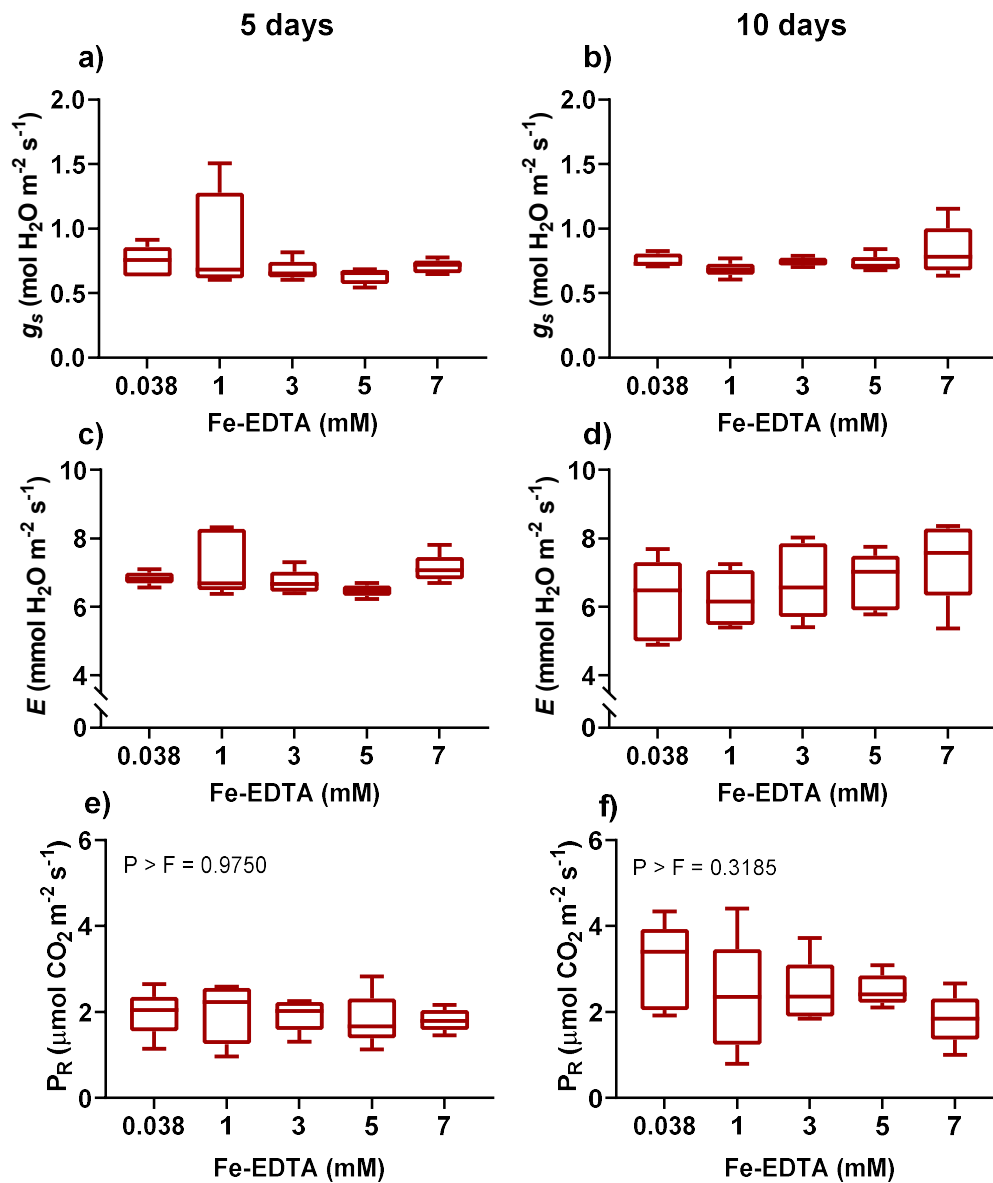 5 days
10 days
a)
b)
gₛ (mol H₂O m⁻² s⁻¹)
2.0
1.5
1.0
0.5
0.0
0.038 1 3 5 7
Fe-EDTA (mM)
gₛ (mol H₂O m⁻² s⁻¹)
2.0
1.5
1.0
0.5
0.0
0.038 1 3 5 7
Fe-EDTA (mM)
c)
d)
E (mmol H₂O m⁻² s⁻¹)
10
8
6
4
0
0.038 1 3 5 7
Fe-EDTA (mM)
E (mmol H₂O m⁻² s⁻¹)
10
8
6
4
0
0.038 1 3 5 7
Fe-EDTA (mM)
e)
f)
P_R (μmol CO₂ m⁻² s⁻¹)
6
4
2
0
P > F = 0.9750
0.038 1 3 5 7
Fe-EDTA (mM)
P_R (μmol CO₂ m⁻² s⁻¹)
6
4
2
0
P > F = 0.3185
0.038 1 3 5 7
Fe-EDTA (mM)